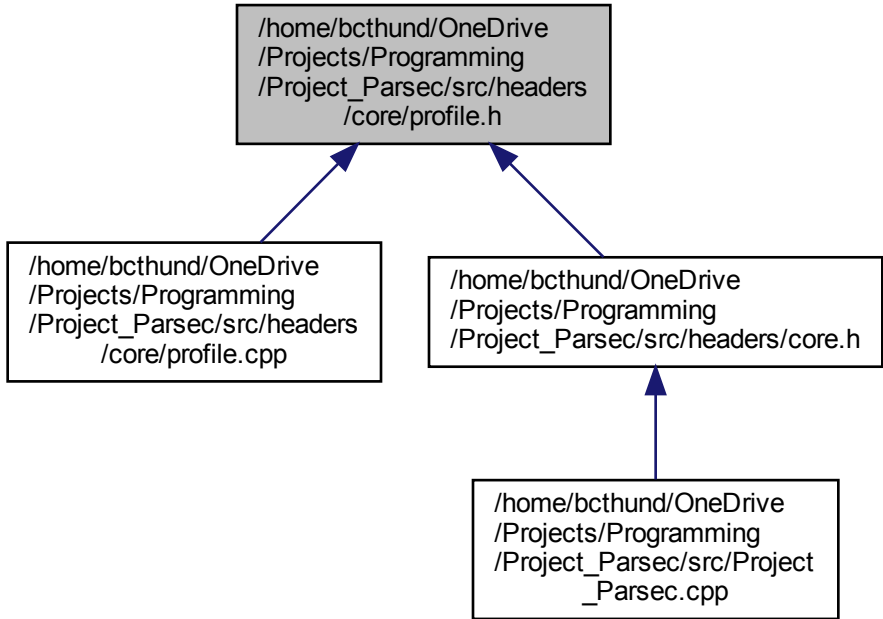 /home/bcthund/OneDrive
/Projects/Programming
/Project_Parsec/src/headers
/core/profile.h
/home/bcthund/OneDrive
/Projects/Programming
/Project_Parsec/src/headers
/core/profile.cpp
/home/bcthund/OneDrive
/Projects/Programming
/Project_Parsec/src/headers/core.h
/home/bcthund/OneDrive
/Projects/Programming
/Project_Parsec/src/Project
_Parsec.cpp